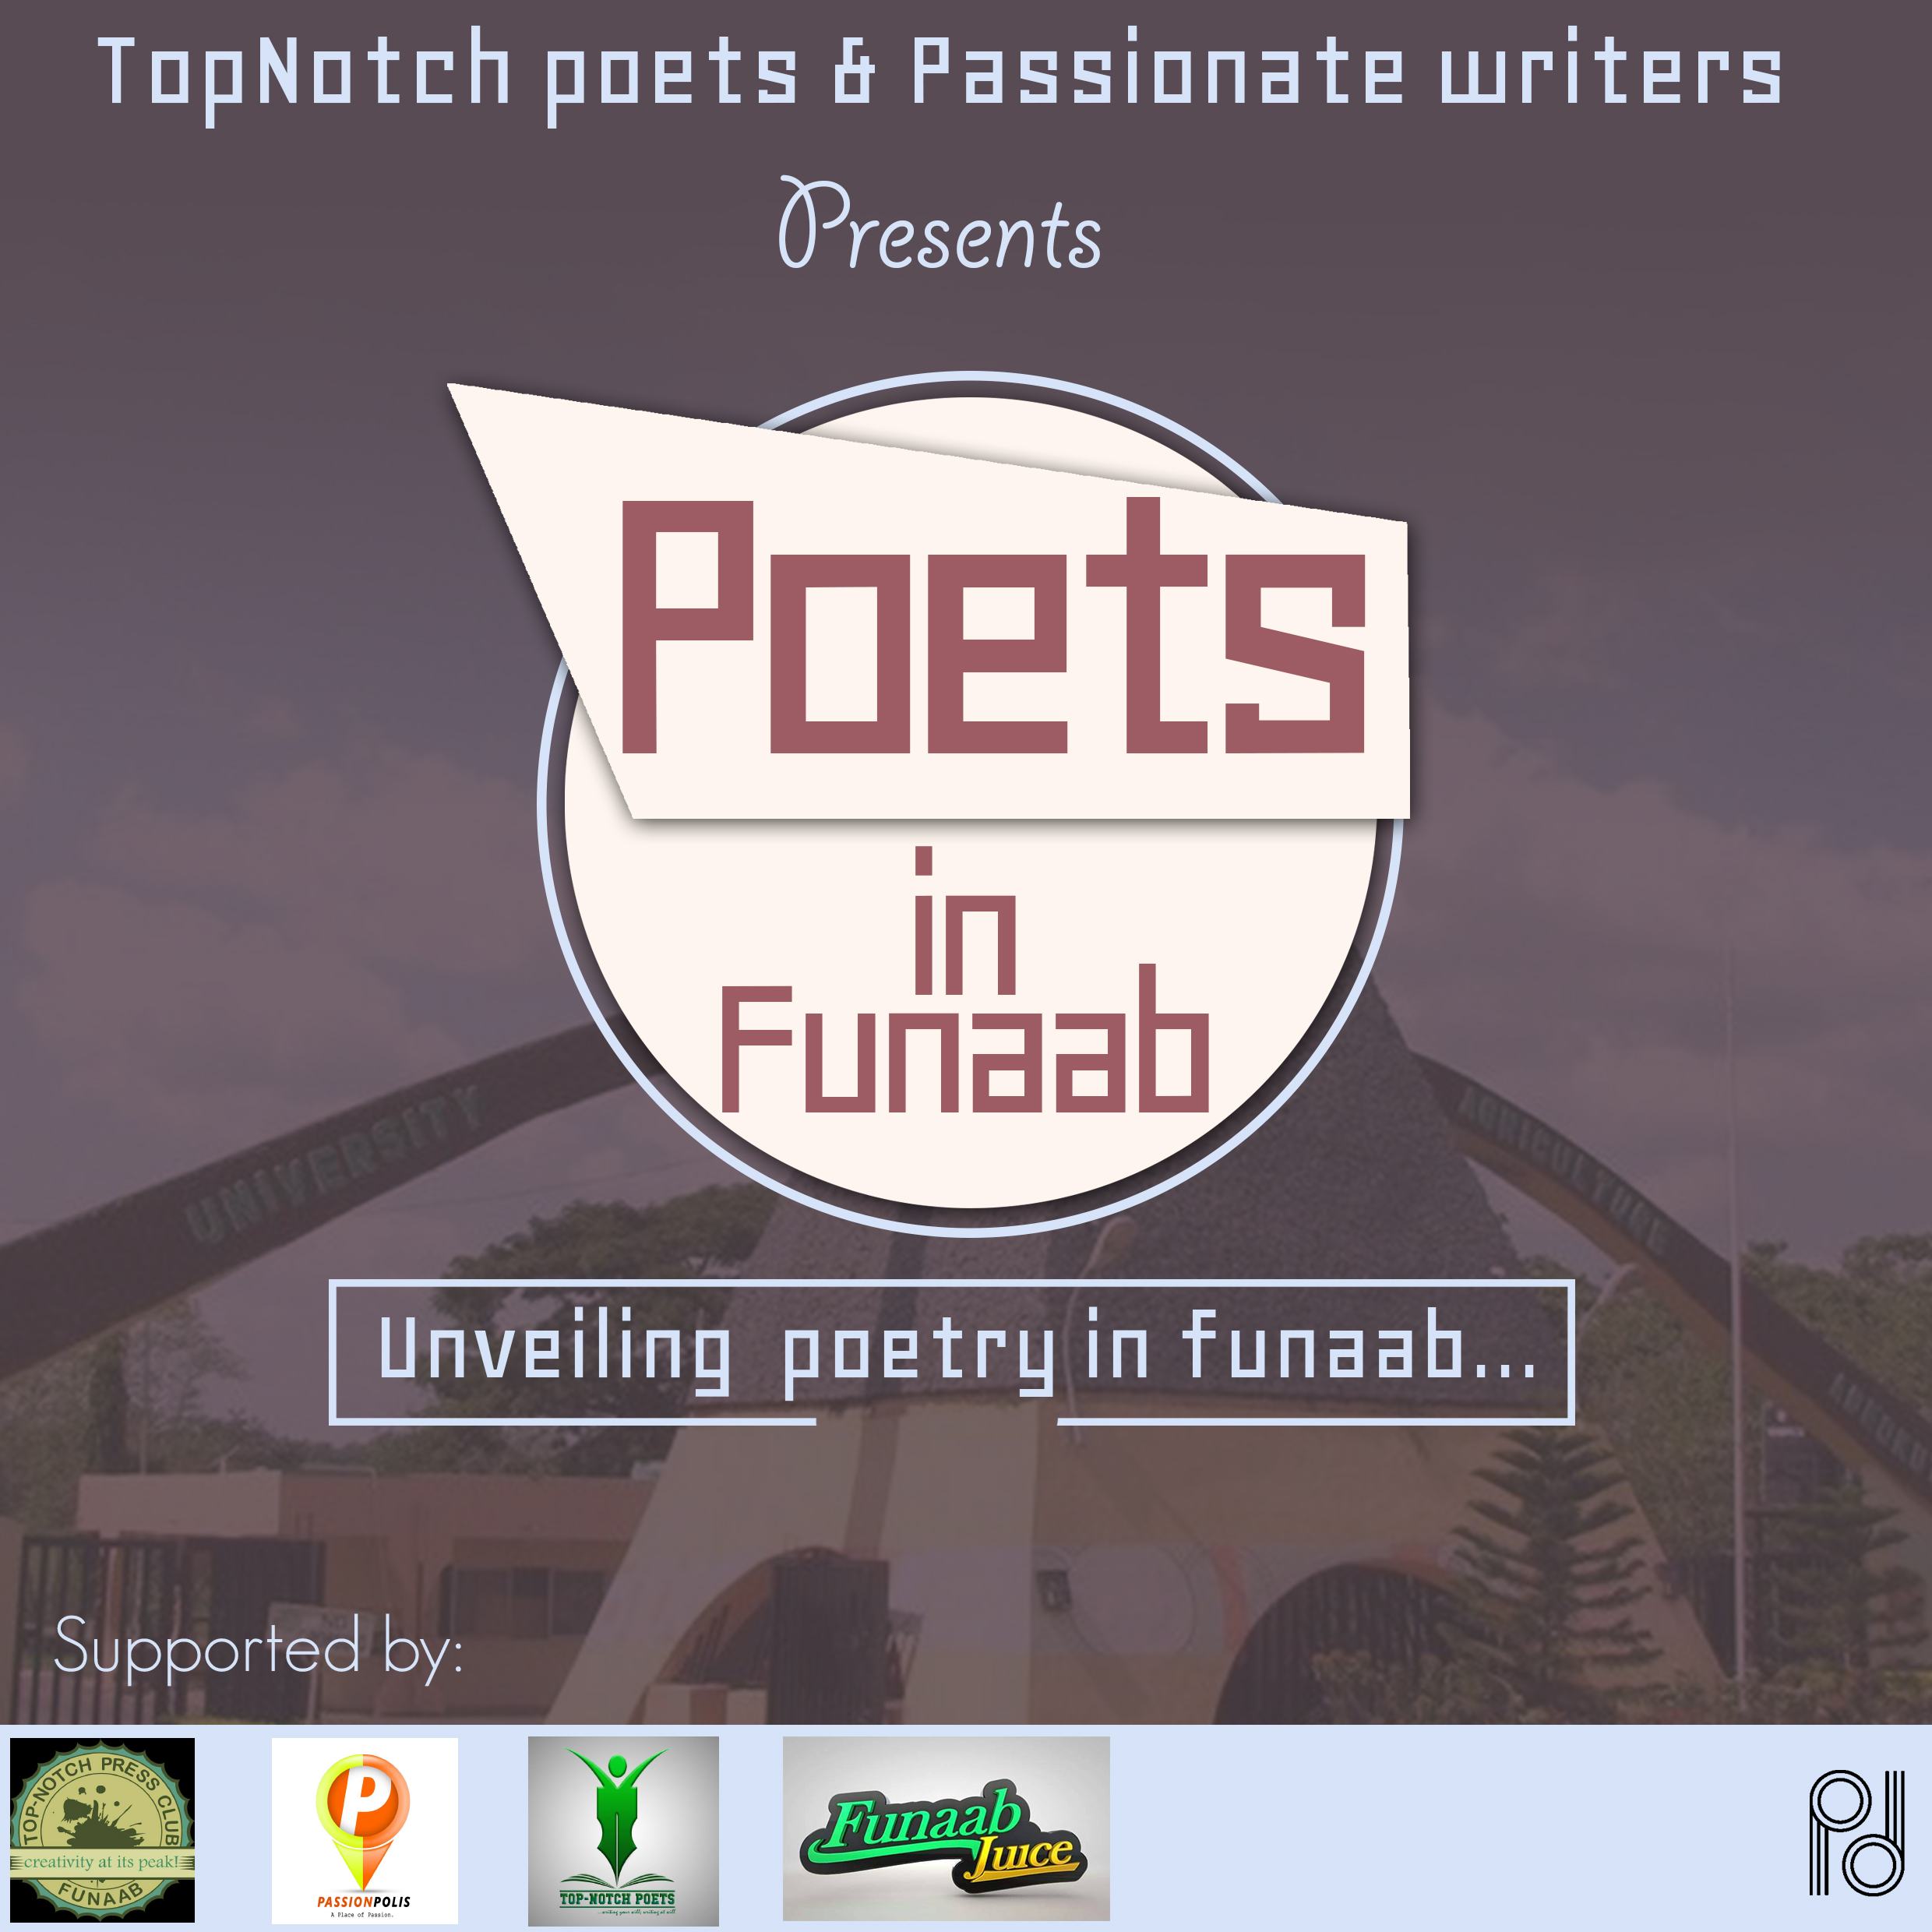 TopNotch poets & Passionate writers
Presents
Poets
in
Funaab
UNIVERSITY
AGRICULTURE
Unveiling poetry in funaab...
Supported by:
TOP-NOTCH PRESS CLUB
creativity at its peak!
FUNAAB
P
PASSIONPOLIS
A Place of Passion.
TOP-NOTCH POETS
Funaab
Juice
pd